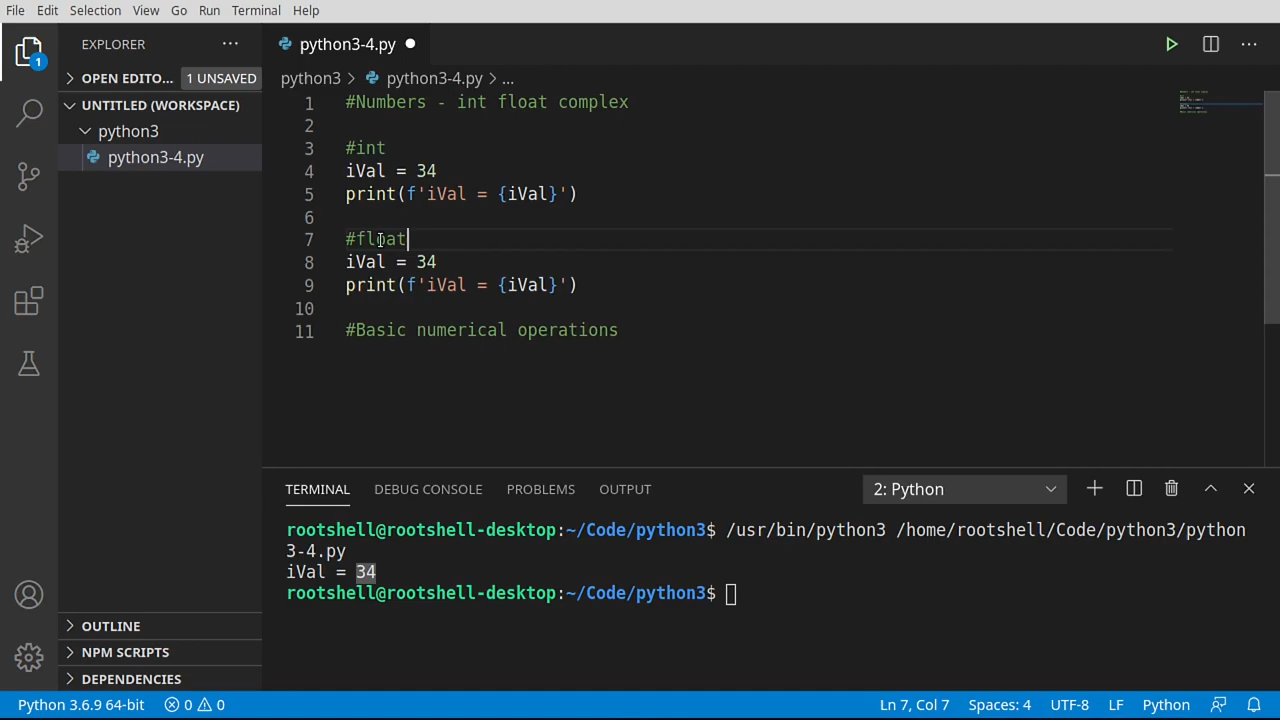 File Edit Selection View Go Run Terminal Help
EXPLORER ...
python3-4.py
OPEN EDITO... 1 UNSAVED
python3 > python3-4.py > ...
UNTITLED (WORKSPACE)
python3
python3-4.py
1
1 #Numbers - int float complex
2
3 #int
4 iVal = 34
5 print(f'iVal = {iVal}')
6
7 #float
8 iVal = 34
9 print(f'iVal = {iVal}')
10
11 #Basic numerical operations
TERMINAL DEBUG CONSOLE PROBLEMS OUTPUT 2: Python
rootshell@rootshell-desktop:~/Code/python3$ /usr/bin/python3 /home/rootshell/Code/python3/python
3-4.py
iVal = 34
rootshell@rootshell-desktop:~/Code/python3$
OUTLINE
NPM SCRIPTS
DEPENDENCIES
Python 3.6.9 64-bit 0 0 Ln 7, Col 7 Spaces: 4 UTF-8 LF Python